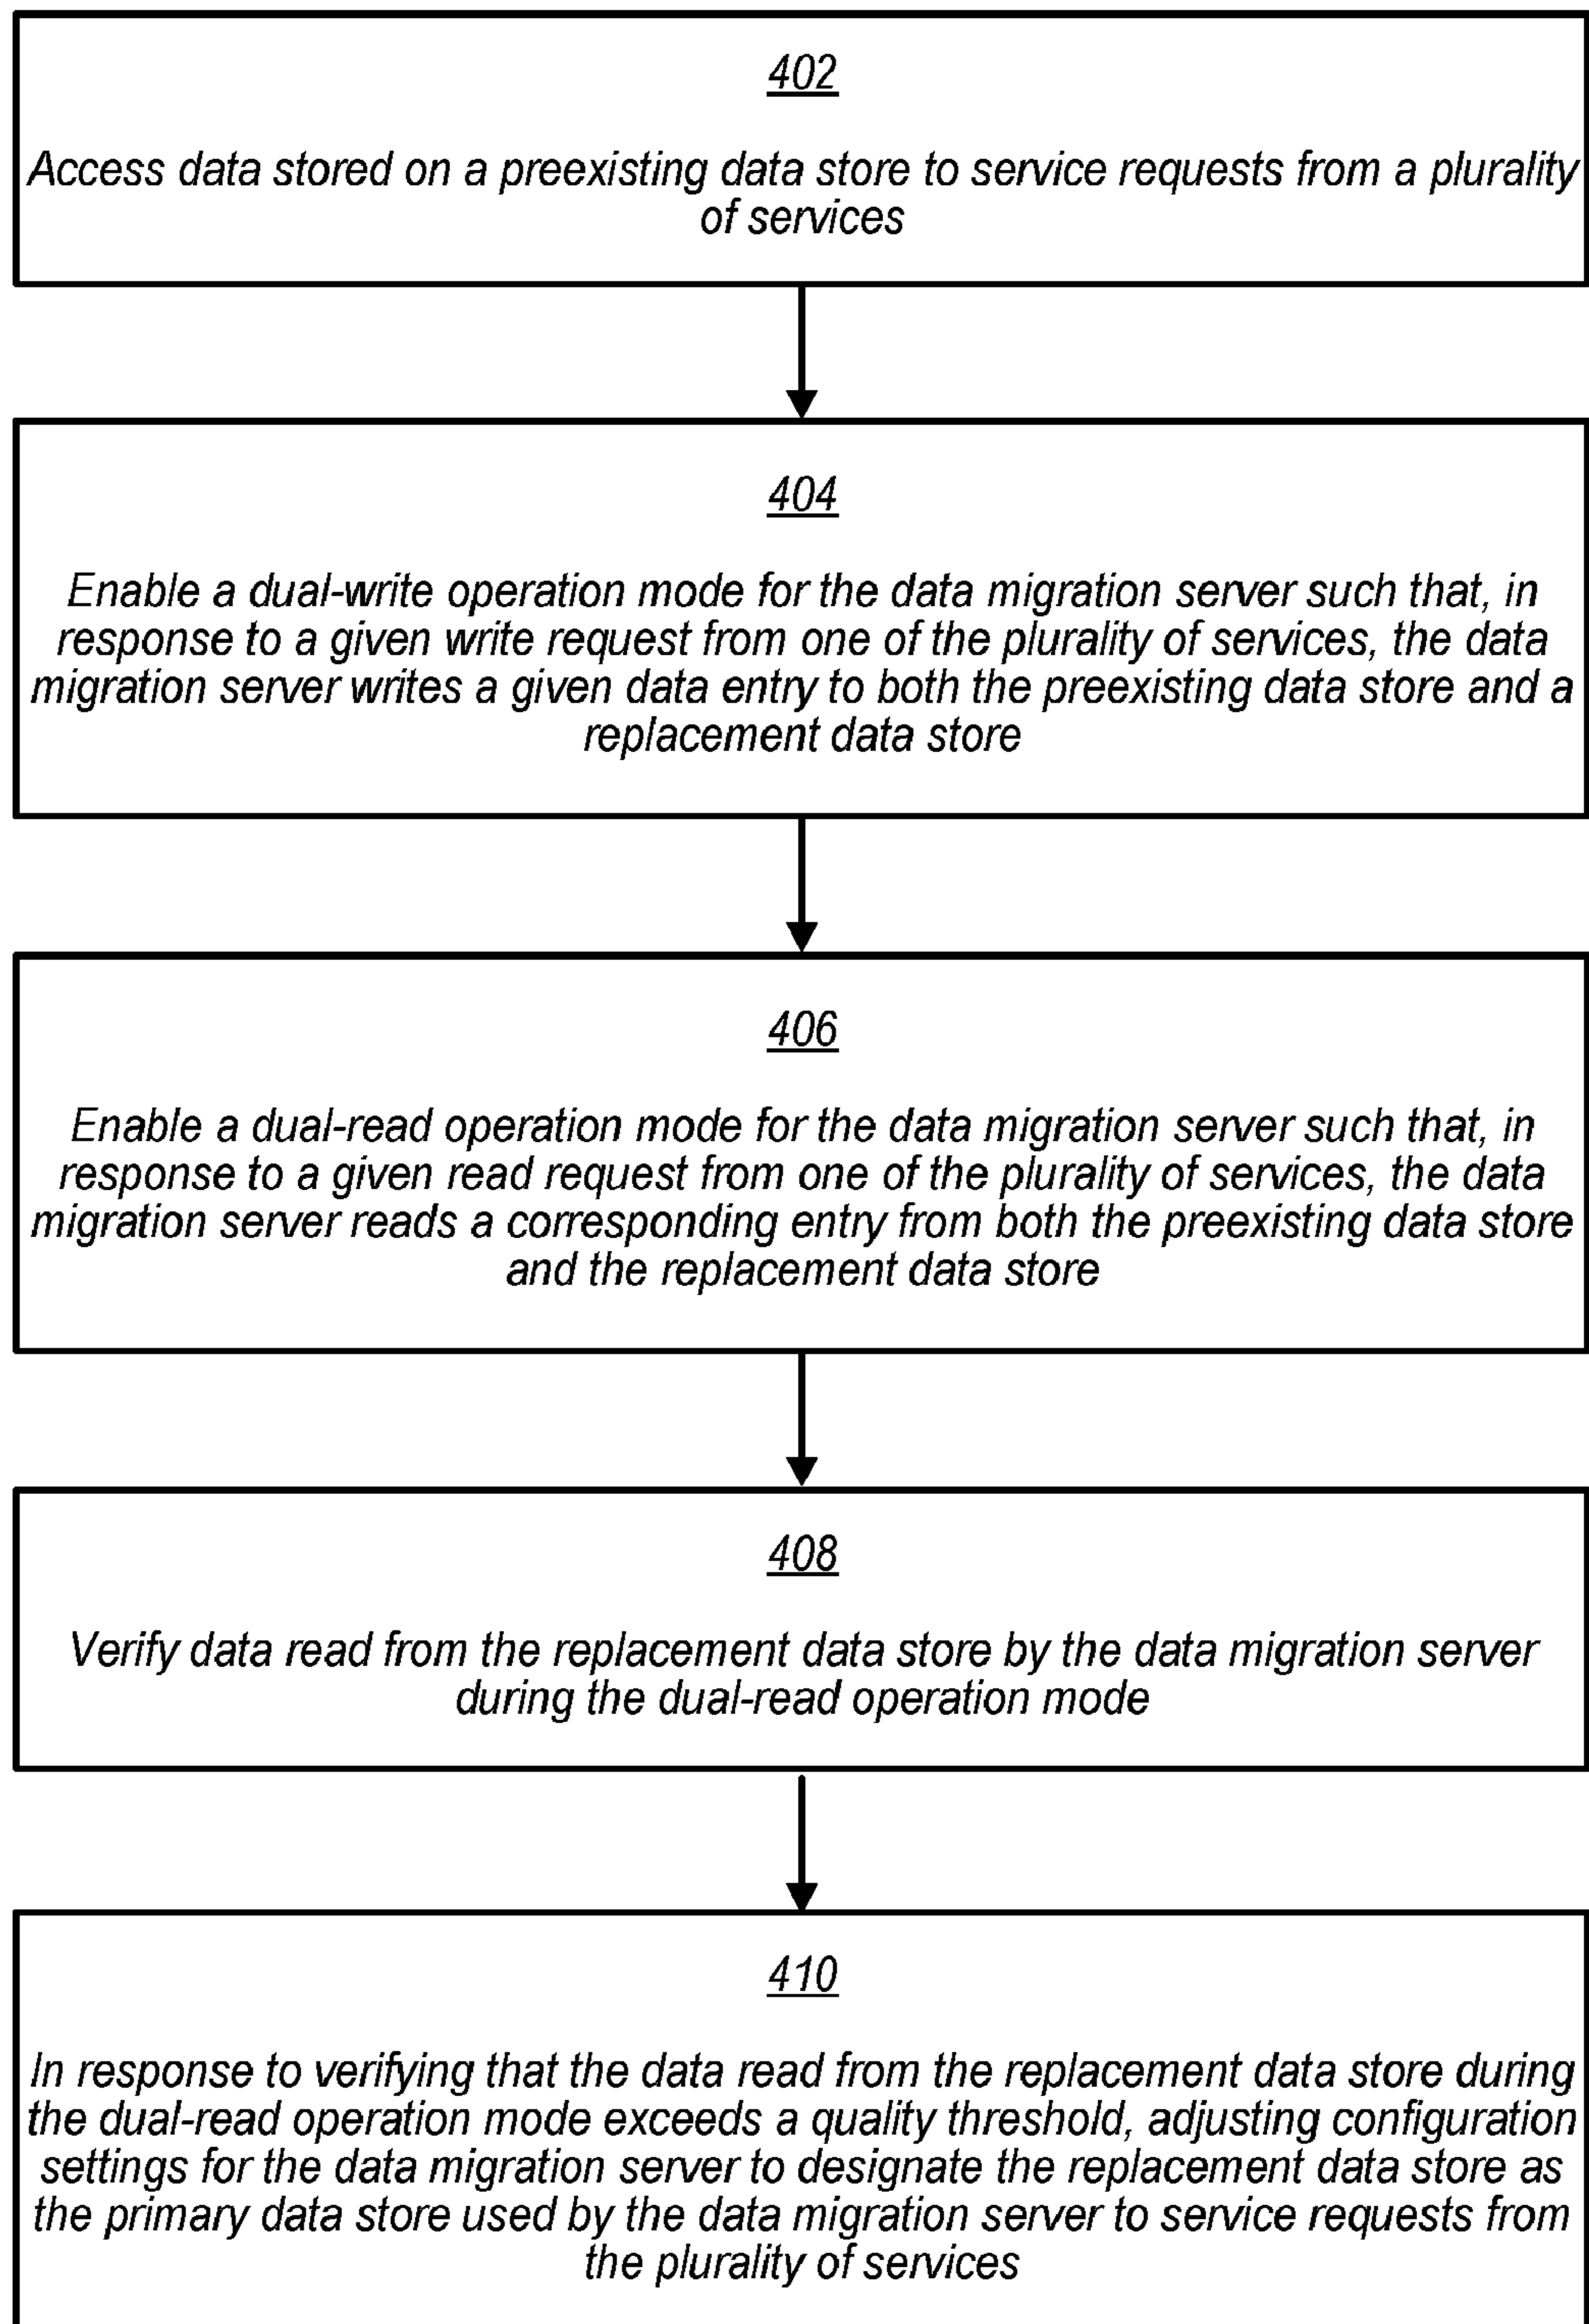 402
Access data stored on a preexisting data store to service requests from a plurality
of services
404
Enable a dual-write operation mode for the data migration server such that, in
response to a given write request from one of the plurality of services, the data
migration server writes a given data entry to both the preexisting data store and a
replacement data store
406
Enable a dual-read operation mode for the data migration server such that, in
response to a given read request from one of the plurality of services, the data
migration server reads a corresponding entry from both the preexisting data store
and the replacement data store
408
Verify data read from the replacement data store by the data migration server
during the dual-read operation mode
410
In response to verifying that the data read from the replacement data store during
the dual-read operation mode exceeds a quality threshold, adjusting configuration
settings for the data migration server to designate the replacement data store as
the primary data store used by the data migration server to service requests from
the plurality of services